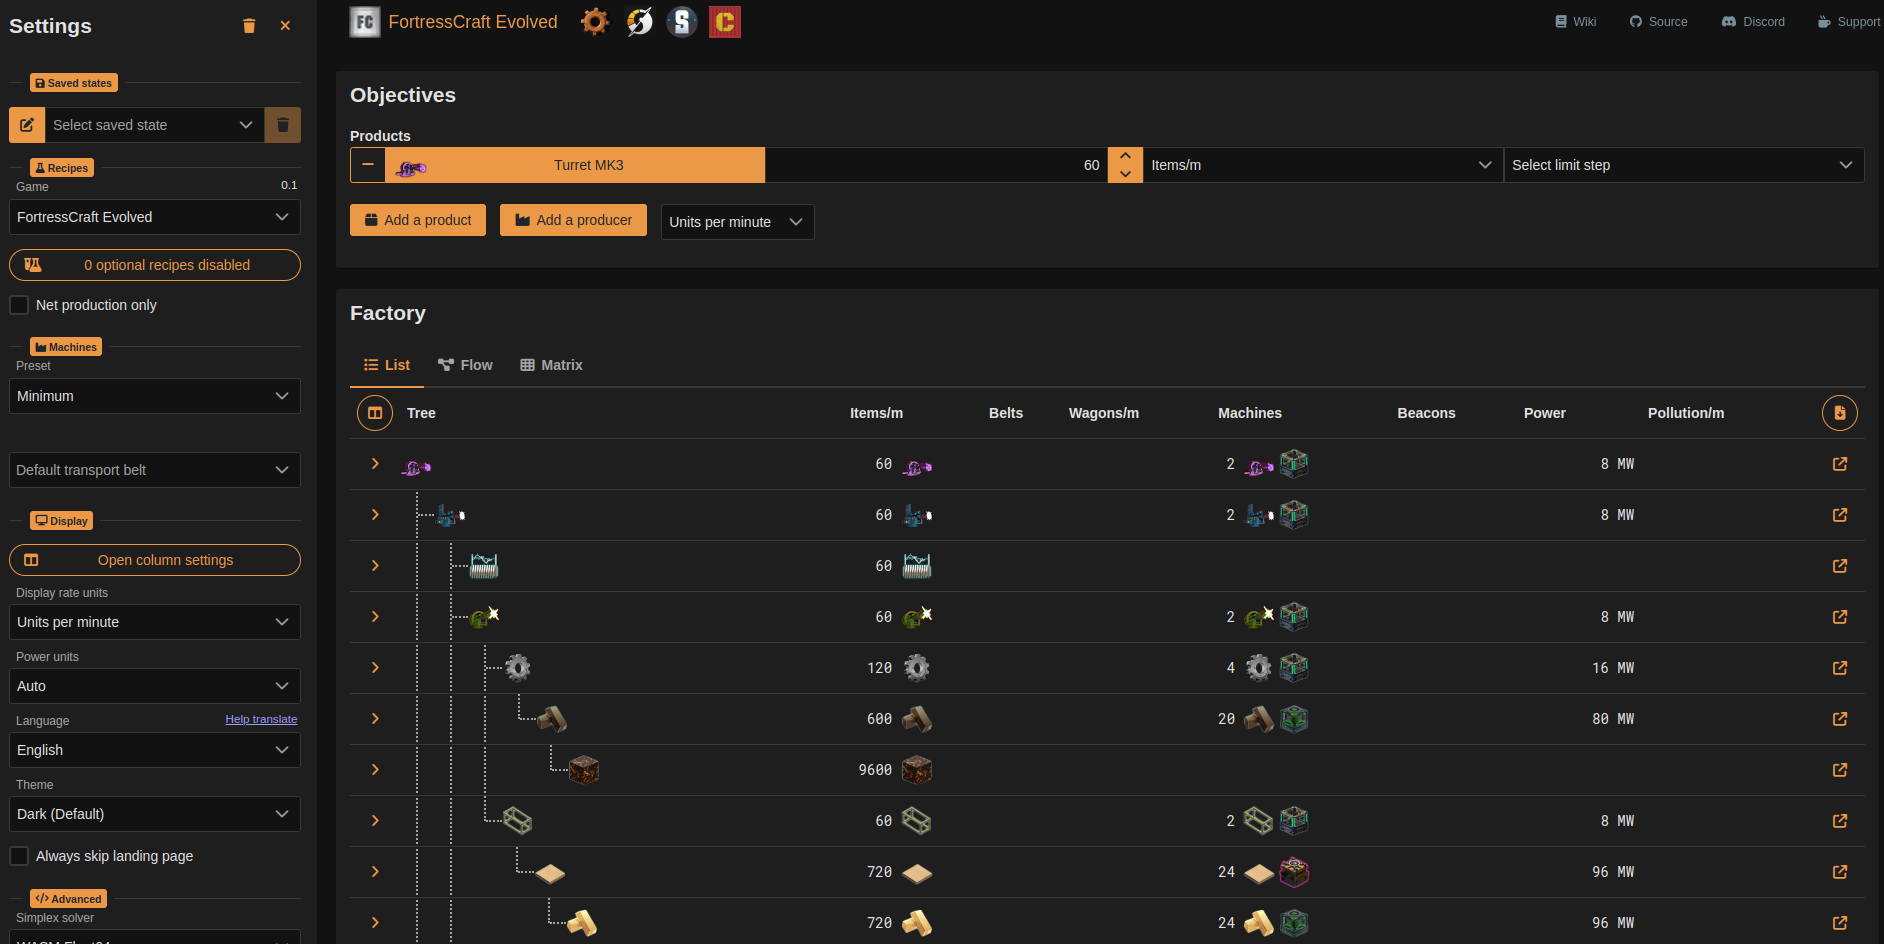 Settings
Saved states
Select saved state
Recipes
Game
0.1
FortressCraft Evolved
0 optional recipes disabled
Net production only
Machines
Preset
Minimum
Default transport belt
Display
Open column settings
Display rate units
Units per minute
Power units
Auto
Language
Help translate
English
Theme
Dark (Default)
Always skip landing page
Advanced
Simplex solver
FC FortressCraft Evolved
S
C
Wiki
Source
Discord
Support
Objectives
Products
Turret MK3
60
Items/m
Select limit step
Add a product
Add a producer
Units per minute
Factory
List
Flow
Matrix
Tree Items/m Belts Wagons/m Machines Beacons Power Pollution/m
60 2 8 MW
60 2 8 MW
60
60 2 8 MW
120 4 16 MW
600 20 80 MW
9600
60 2 8 MW
720 24 96 MW
720 24 96 MW